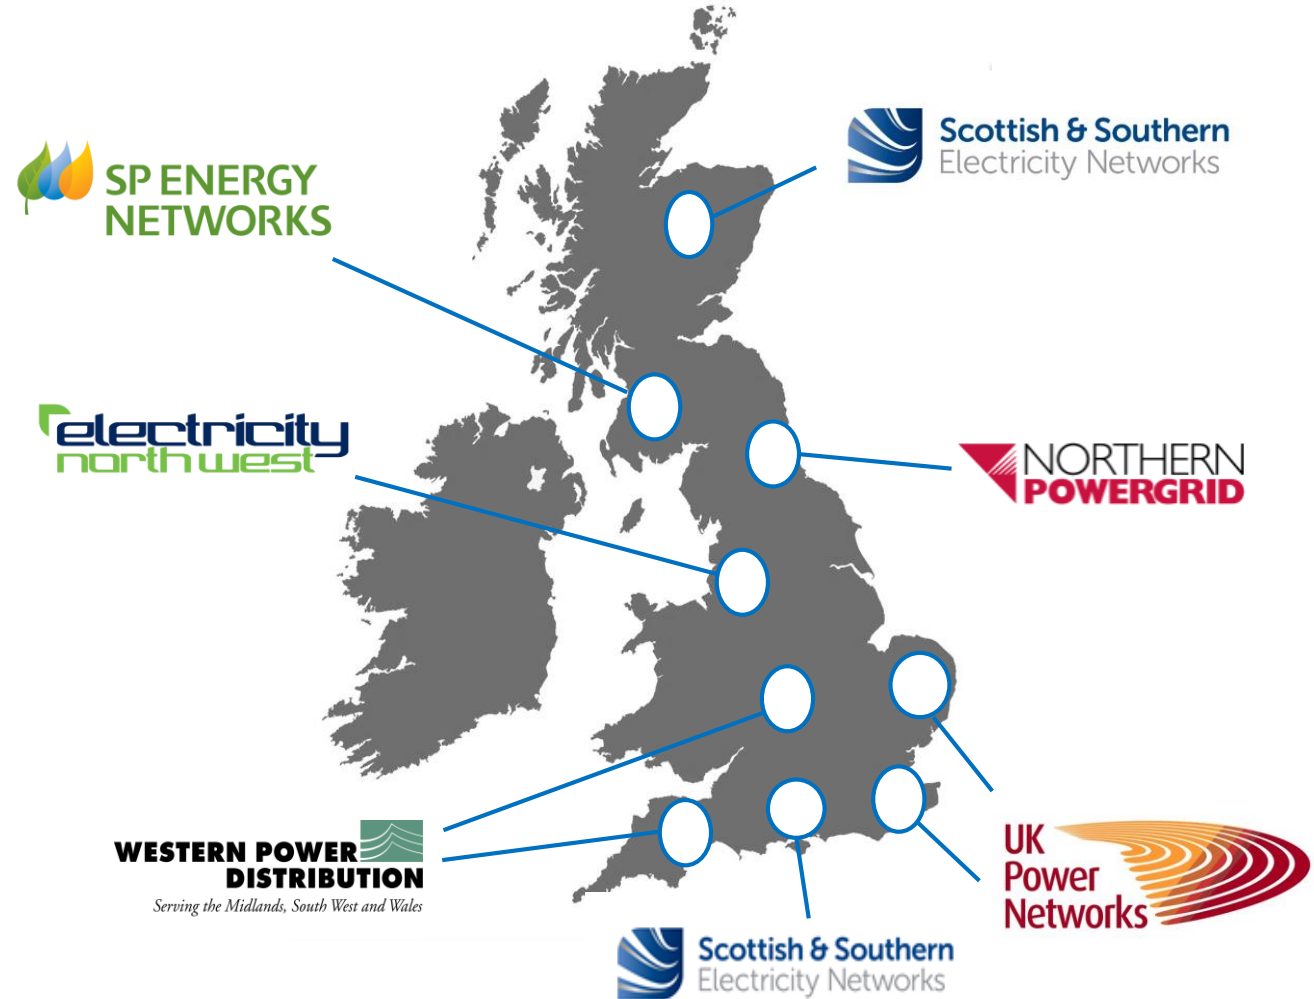 Scottish & Southern
Electricity Networks
SP ENERGY
NETWORKS
electricity
north west
NORTHERN
POWERGRID
WESTERN POWER
DISTRIBUTION
Serving the Midlands, South West and Wales
UK
Power
Networks
Scottish & Southern
Electricity Networks